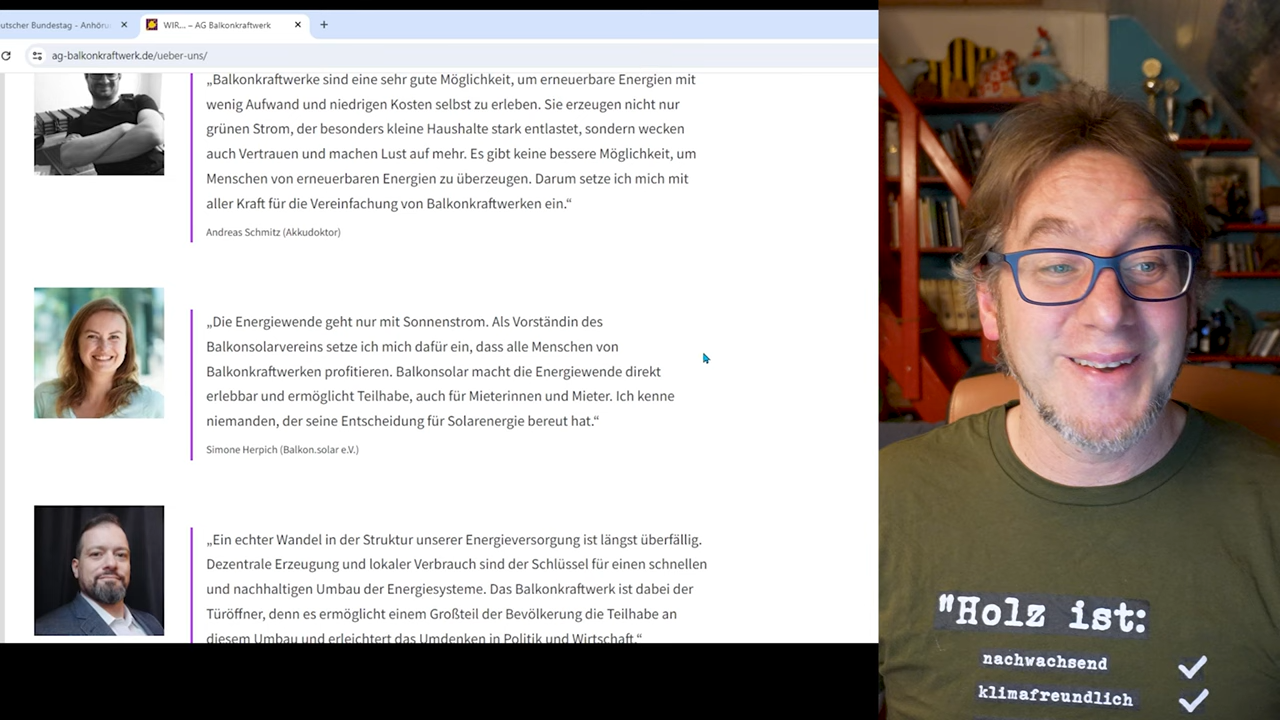 utscher Bundestag - Anhöru
WIR... – AG Balkonkraftwerk
ag-balkonkraftwerk.de/ueber-uns/
„Balkonkraftwerke sind eine sehr gute Möglichkeit, um erneuerbare Energien mit
wenig Aufwand und niedrigen Kosten selbst zu erleben. Sie erzeugen nicht nur
grünen Strom, der besonders kleine Haushalte stark entlastet, sondern wecken
auch Vertrauen und machen Lust auf mehr. Es gibt keine bessere Möglichkeit, um
Menschen von erneuerbaren Energien zu überzeugen. Darum setze ich mich mit
aller Kraft für die Vereinfachung von Balkonkraftwerken ein.“
Andreas Schmitz (Akkudoktor)
„Die Energiewende geht nur mit Sonnenstrom. Als Vorständin des
Balkonsolarvereins setze ich mich dafür ein, dass alle Menschen von
Balkonkraftwerken profitieren. Balkonsolar macht die Energiewende direkt
erlebbar und ermöglicht Teilhabe, auch für Mieterinnen und Mieter. Ich kenne
niemanden, der seine Entscheidung für Solarenergie bereut hat.“
Simone Herpich (Balkon.solar e.V.)
„Ein echter Wandel in der Struktur unserer Energieversorgung ist längst überfällig.
Dezentrale Erzeugung und lokaler Verbrauch sind der Schlüssel für einen schnellen
und nachhaltigen Umbau der Energiesysteme. Das Balkonkraftwerk ist dabei der
Türöffner, denn es ermöglicht einem Großteil der Bevölkerung die Teilhabe an
diesem Umbau und erleichtert das Umdenken in Politik und Wirtschaft.“
"Holz ist:
nachwachsend
klimafreundlich